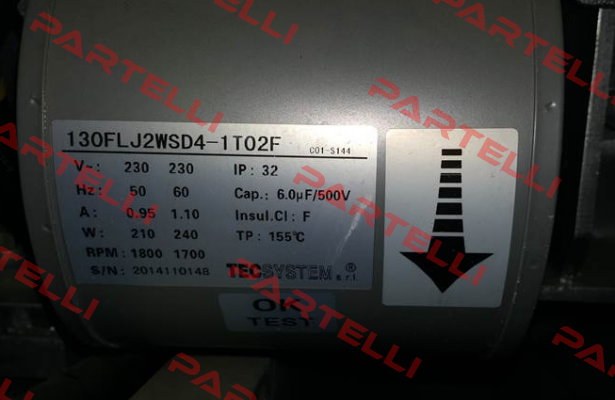 130FLJ2WSD4-1T02F
C01-5144
V~: 230 230 IP: 32
Hz: 50 60 Cap.: 6.0µF/500V
A: 0.95 1.10 Insul.Cl: F
W: 210 240 TP: 155℃
RPM: 1800 1700
S/N: 2014110148 TECSYSTEM® s.r.l.
OK
TEST
PARTELLI
PARTELLI
PARTELLI
PARTELLI
PARTELLI
PARTELLI
PARTELLI